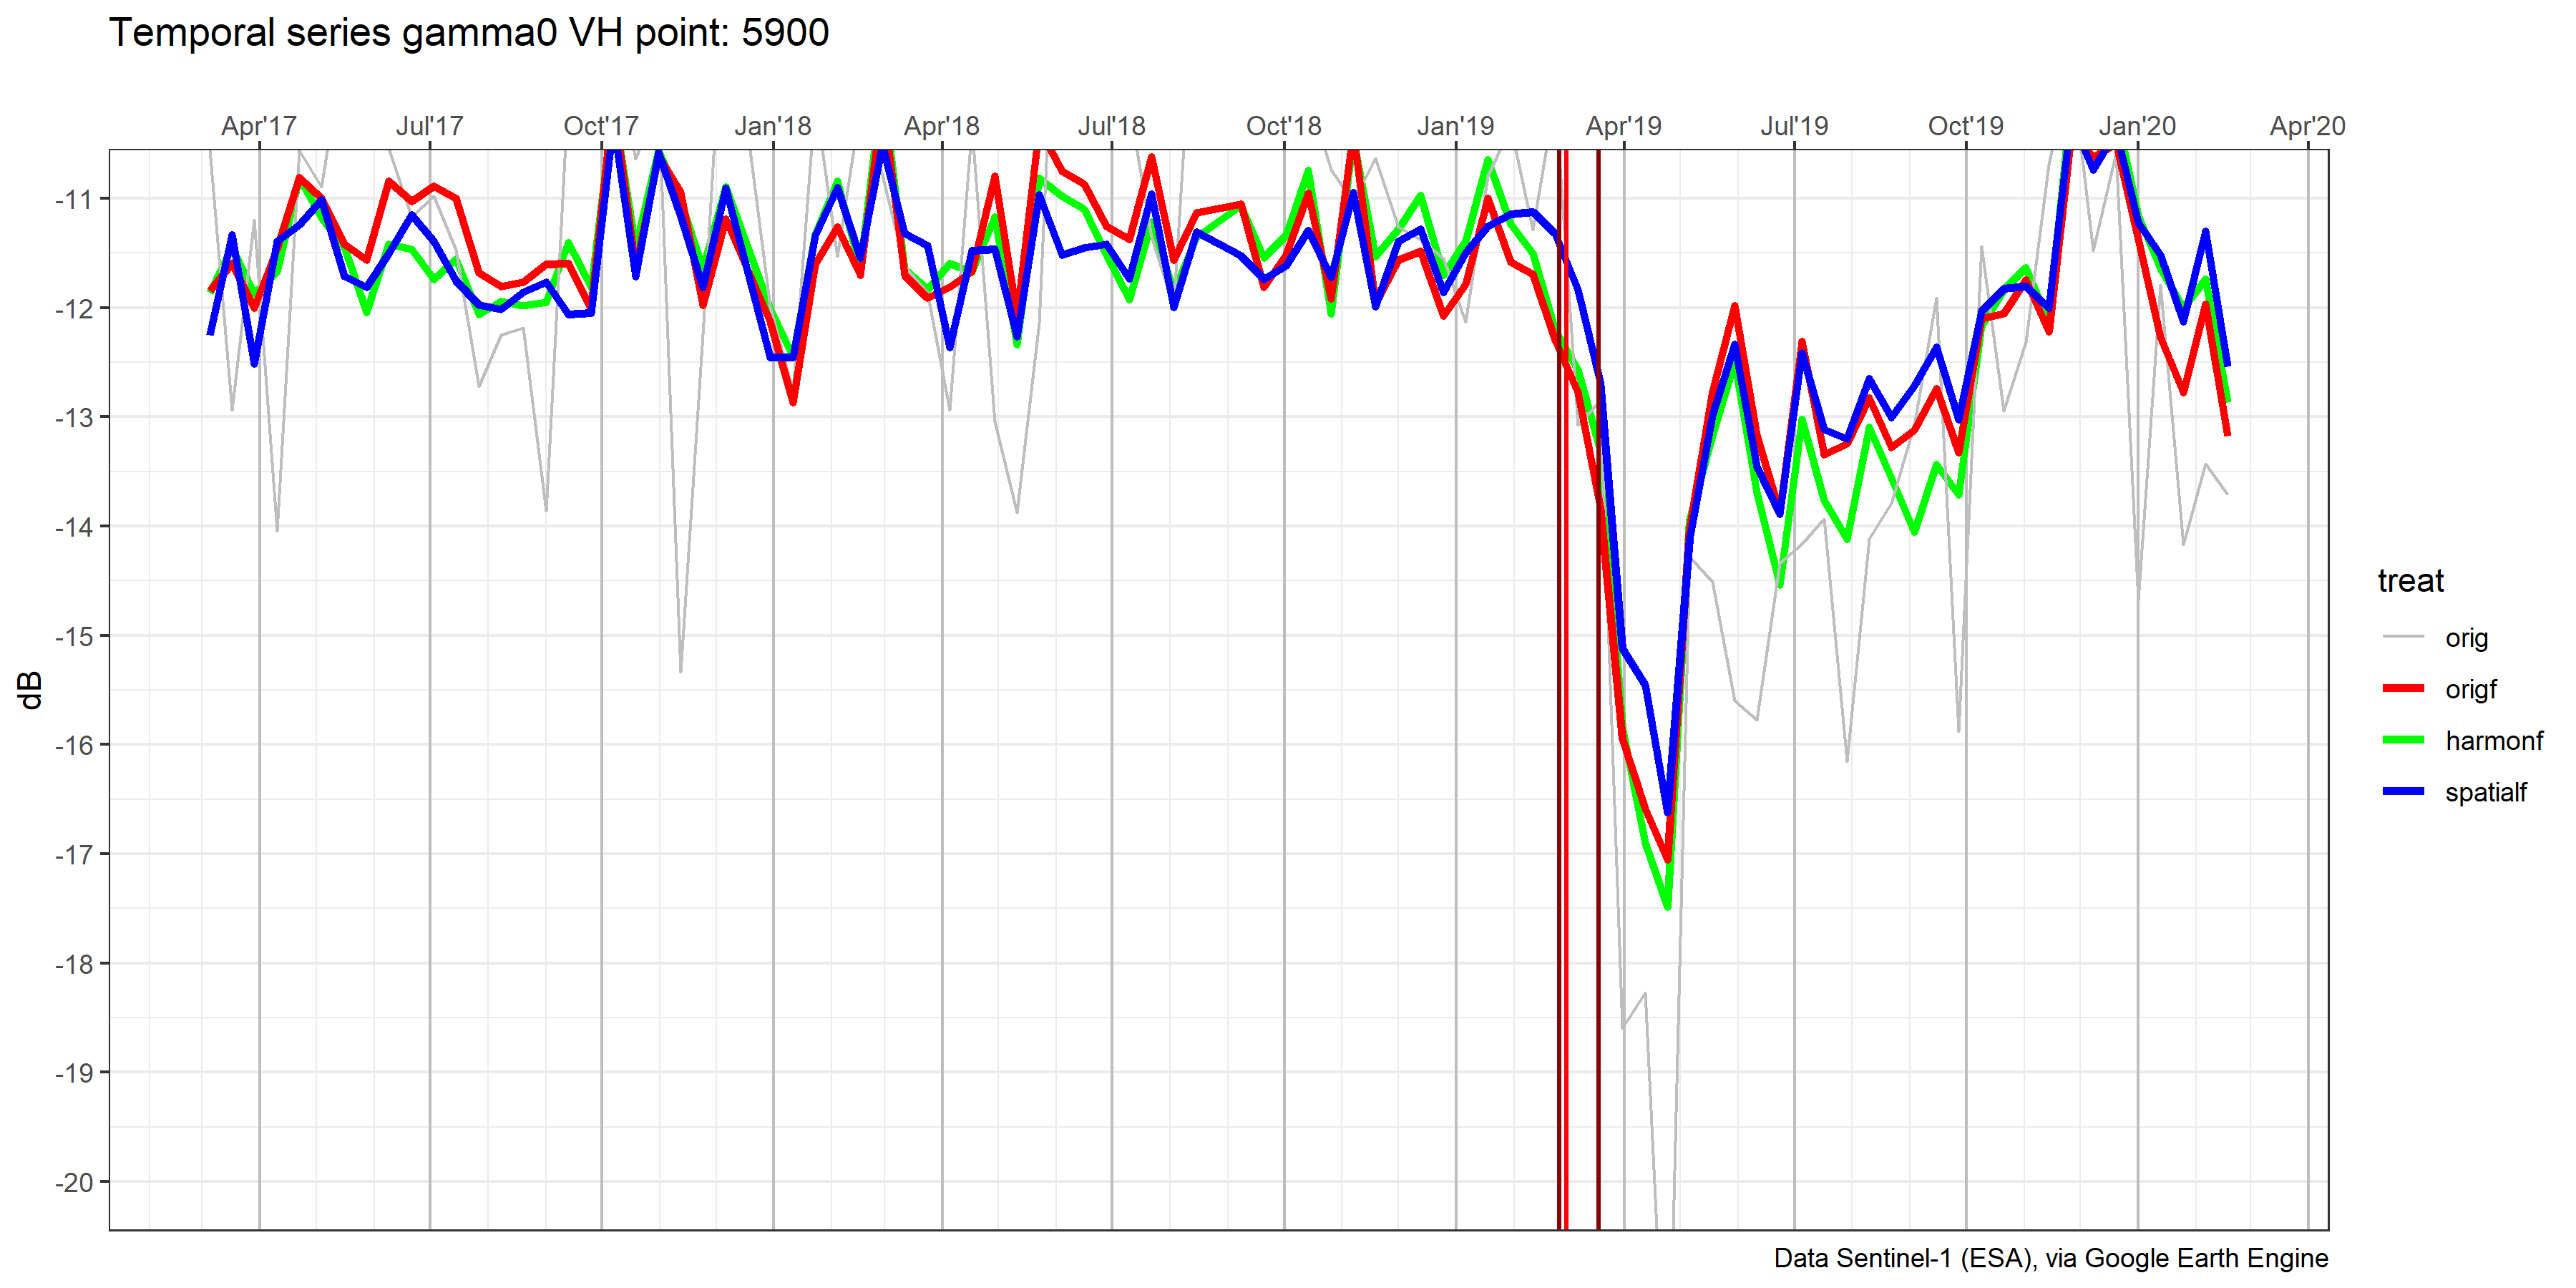 Temporal series gamma0 VH point: 5900
Apr'17 Jul'17 Oct'17 Jan'18 Apr'18 Jul'18 Oct'18 Jan'19 Apr'19 Jul'19 Oct'19 Jan'20 Apr'20
-11
-12
-13
-14
-15
-16
-17
-18
-19
-20
dB
treat
orig
origf
harmonf
spatialf
Data Sentinel-1 (ESA), via Google Earth Engine